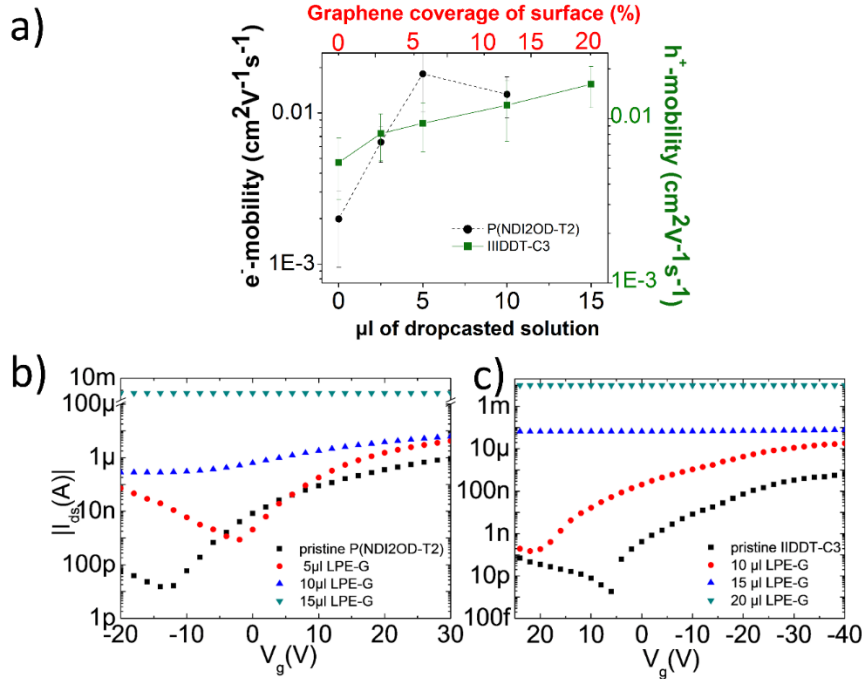 a)
Graphene coverage of surface (%)
0 5 10 15 20
e⁻-mobility (cm²V⁻¹s⁻¹)
0.01
1E-3
h⁺-mobility (cm²V⁻¹s⁻¹)
0.01
1E-3
P(NDI2OD-T2)
IIIDDT-C3
0 5 10 15
µl of dropcasted solution
b)
|I_ds(A)|
10m
100µ
1µ
10n
100p
1p
pristine P(NDI2OD-T2)
5µl LPE-G
10µl LPE-G
15µl LPE-G
-20 -10 0 10 20 30
V_g(V)
c)
1m
10µ
100n
1n
10p
100f
pristine IIDDT-C3
10 µl LPE-G
15 µl LPE-G
20 µl LPE-G
20 10 0 -10 -20 -30 -40
V_g(V)